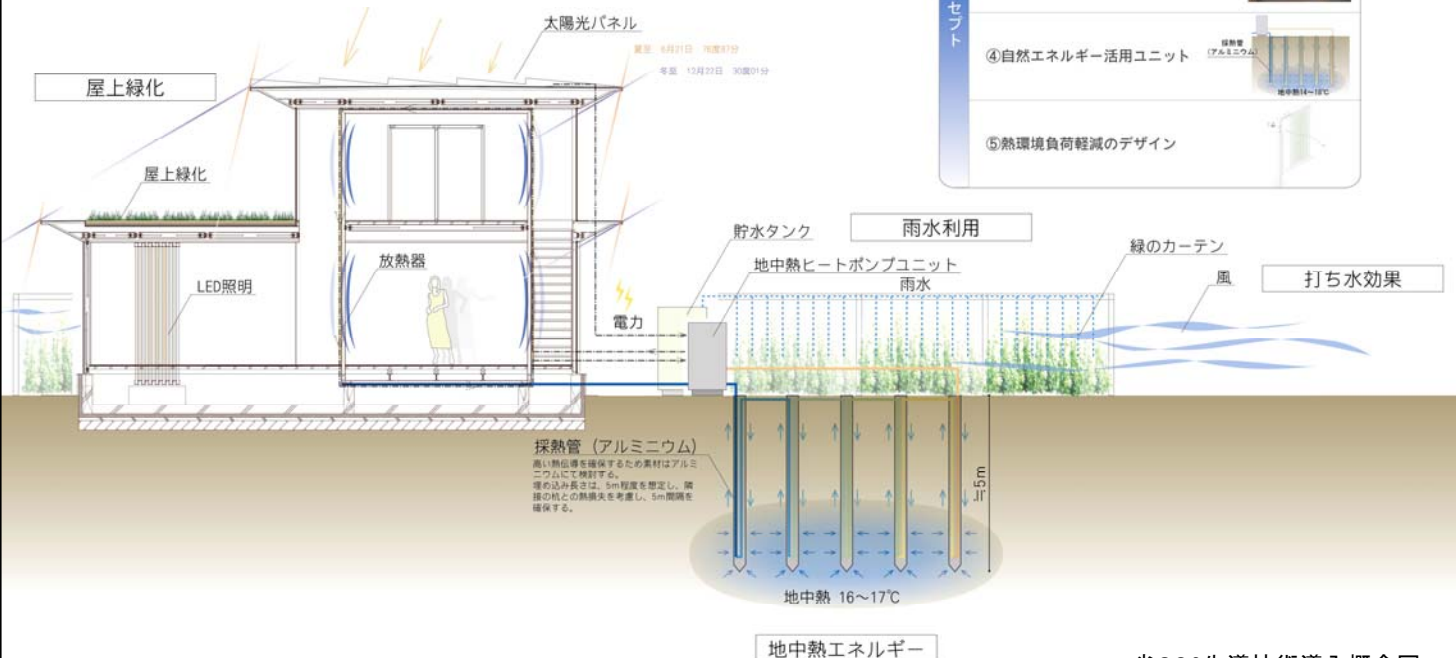 セプト
④自然エネルギー活用ユニット
採熱管
(アルミニウム)
地中熱14～18℃
⑤熱環境負荷軽減のデザイン
太陽光パネル
夏至 6月21日 76度87分
冬至 12月22日 30度01分
屋上緑化
屋上緑化
放熱器
LED照明
電力
貯水タンク
雨水利用
地中熱ヒートポンプユニット
雨水
緑のカーテン
風
打ち水効果
採熱管（アルミニウム）
高い熱伝導を確保するため素材はアルミ
ニウムにて検討する。
埋め込み長さは、5m程度を想定し、隣
接の杭との熱損失を考慮し、5m間隔を
確保する。
≒5m
地中熱 16～17℃
地中熱エネルギー